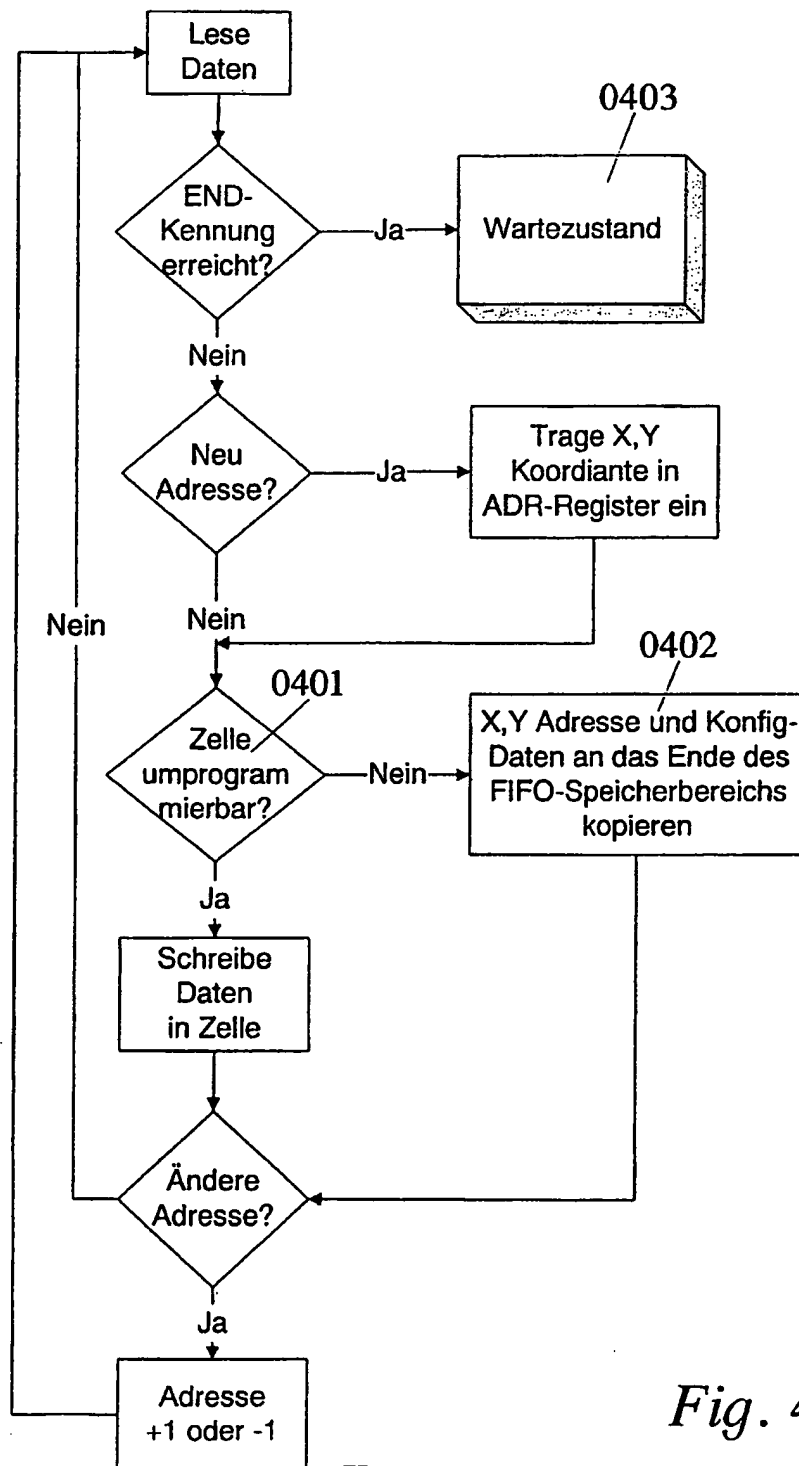 Lese
Daten
0403
END-
Kennung
erreicht?
Ja
Wartezustand
Nein
Neu
Adresse?
Ja
Trage X,Y
Koordiante in
ADR-Register ein
Nein
Nein
0401
0402
Zelle
umprogram
mierbar?
Nein
X,Y Adresse und Konfig-
Daten an das Ende des
FIFO-Speicherbereichs
kopieren
Ja
Schreibe
Daten
in Zelle
Ändere
Adresse?
Ja
Adresse
+1 oder -1
Fig. 4